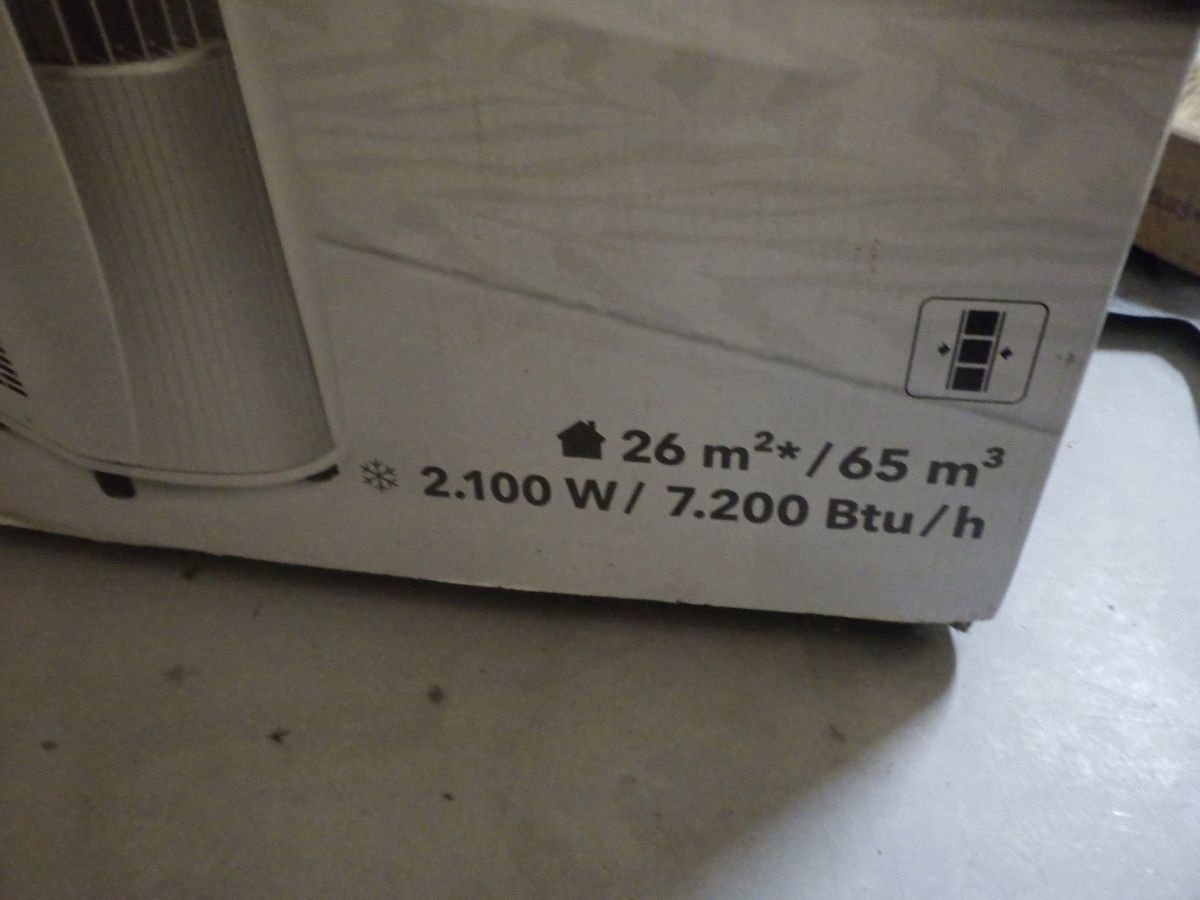 26 m²* / 65 m³
2.100 W / 7.200 Btu / h